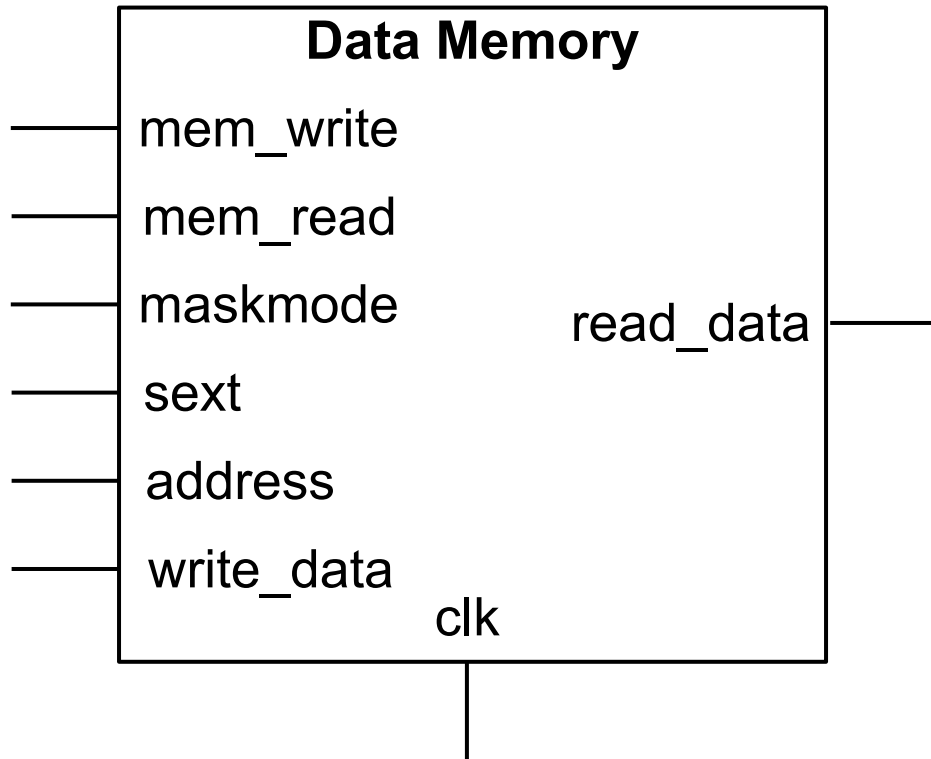 Data Memory
mem_write
mem_read
maskmode
read_data
sext
address
write_data
clk